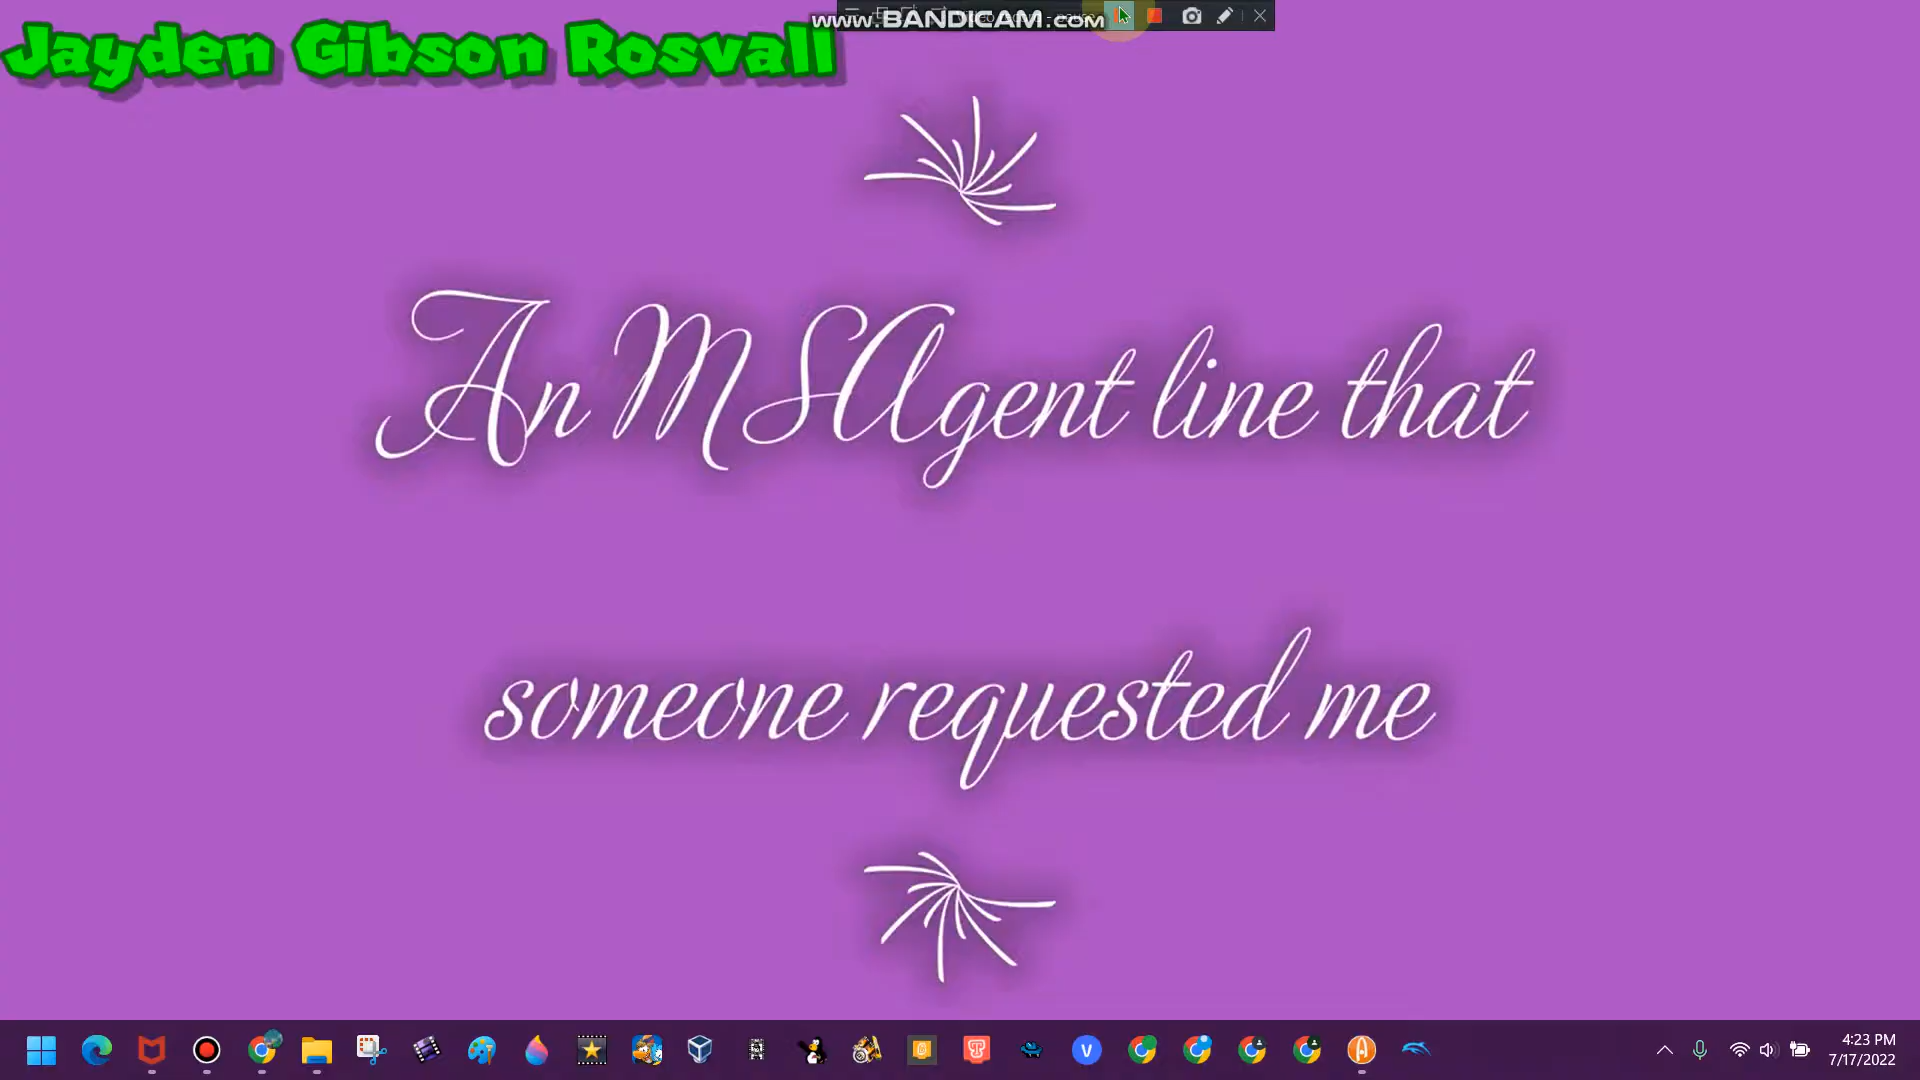 www.BANDICAM.com
Jayden Gibson Rosvall
An MSAgent line that
someone requested me
4:23 PM
7/17/2022